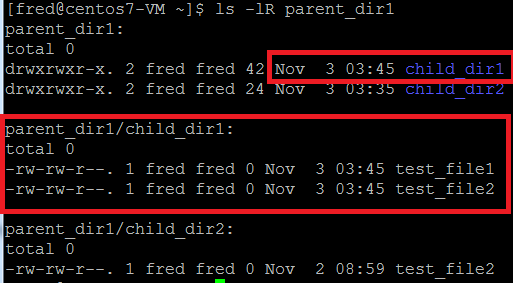 [fred@centos7-VM ~]$ ls -lR parent_dir1
parent_dir1:
total 0
drwxrwxr-x. 2 fred fred 42 Nov  3 03:45 child_dir1
drwxrwxr-x. 2 fred fred 24 Nov  3 03:35 child_dir2
parent_dir1/child_dir1:
total 0
-rw-rw-r--. 1 fred fred 0 Nov  3 03:45 test_file1
-rw-rw-r--. 1 fred fred 0 Nov  3 03:45 test_file2
parent_dir1/child_dir2:
total 0
-rw-rw-r--. 1 fred fred 0 Nov  2 08:59 test_file2